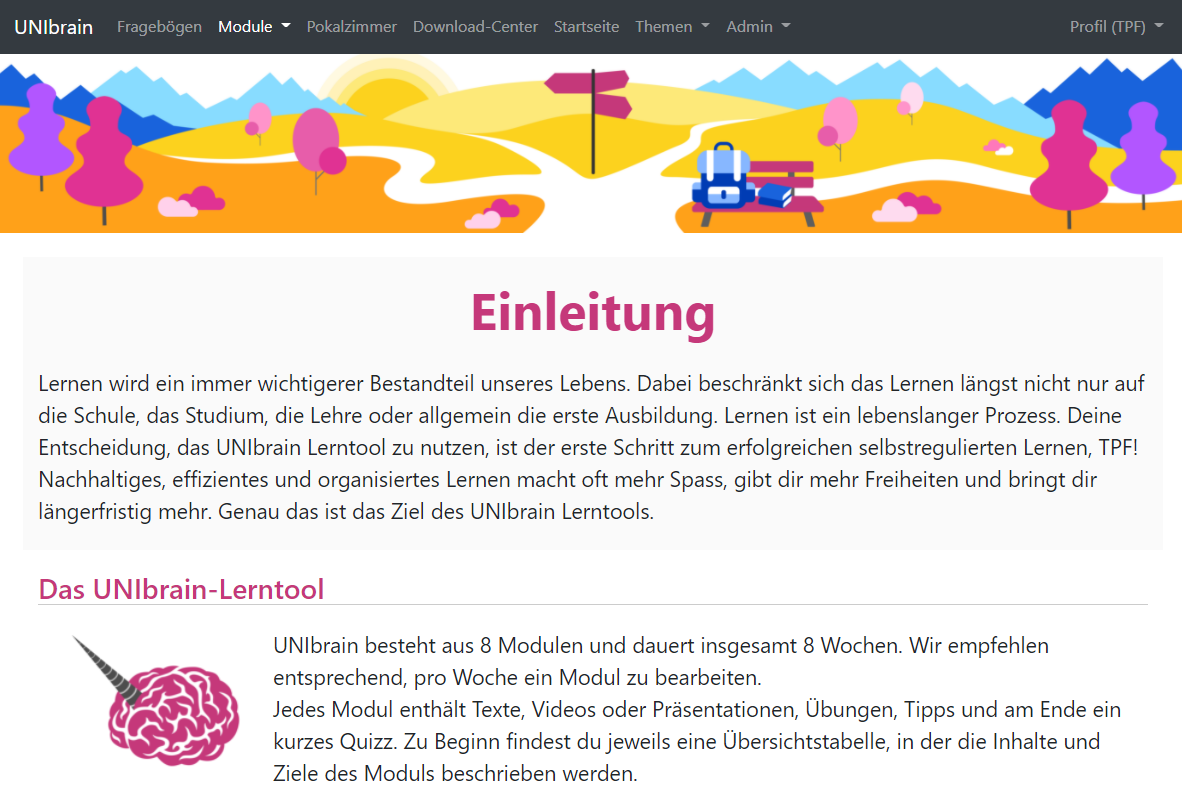 UNIbrain Fragebögen Module Pokalzimmer Download-Center Startseite Themen Admin Profil (TPF)
Einleitung
Lernen wird ein immer wichtigerer Bestandteil unseres Lebens. Dabei beschränkt sich das Lernen längst nicht nur auf
die Schule, das Studium, die Lehre oder allgemein die erste Ausbildung. Lernen ist ein lebenslanger Prozess. Deine
Entscheidung, das UNIbrain Lerntool zu nutzen, ist der erste Schritt zum erfolgreichen selbstregulierten Lernen, TPF!
Nachhaltiges, effizientes und organisiertes Lernen macht oft mehr Spass, gibt dir mehr Freiheiten und bringt dir
längerfristig mehr. Genau das ist das Ziel des UNIbrain Lerntools.
Das UNIbrain-Lerntool
UNIbrain besteht aus 8 Modulen und dauert insgesamt 8 Wochen. Wir empfehlen
entsprechend, pro Woche ein Modul zu bearbeiten.
Jedes Modul enthält Texte, Videos oder Präsentationen, Übungen, Tipps und am Ende ein
kurzes Quizz. Zu Beginn findest du jeweils eine Übersichtstabelle, in der die Inhalte und
Ziele des Moduls beschrieben werden.